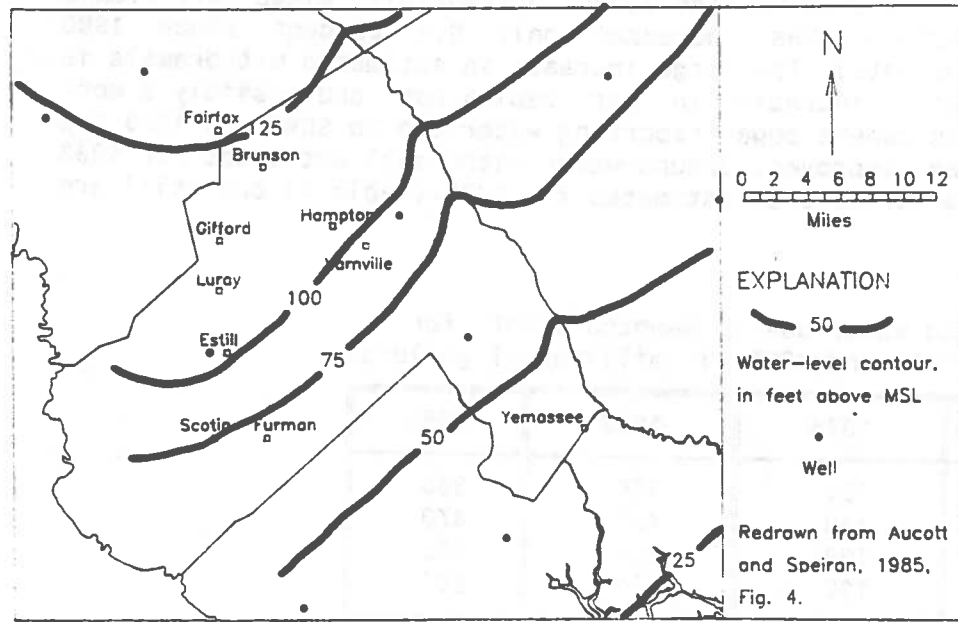 N
Fairfax
125
Brunson
Hampton
Gifford
Varnville
Luray
100
Estill
75
Scotia
Furman
50
Yemassee
25
0 2 4 6 8 10 12
Miles
EXPLANATION
50
Water-level contour,
in feet above MSL
Well
Redrawn from Aucott
and Speiran, 1985,
Fig. 4.